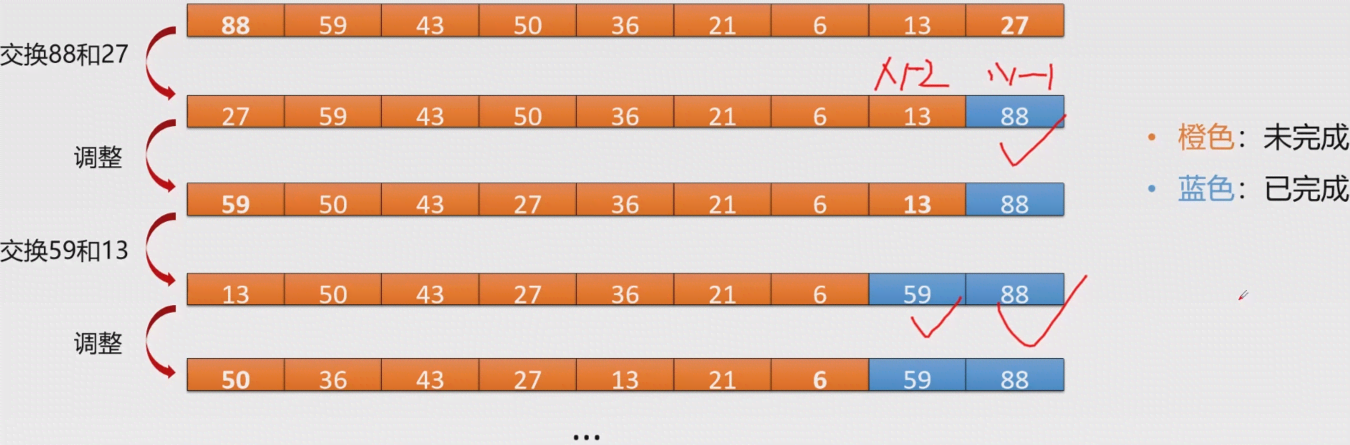 88 59 43 50 36 21 6 13 27
交换88和27
n-2 n-1
27 59 43 50 36 21 6 13 88
橙色：未完成
调整
蓝色：已完成
59 50 43 27 36 21 6 13 88
交换59和13
13 50 43 27 36 21 6 59 88
调整
50 36 43 27 13 21 6 59 88
...